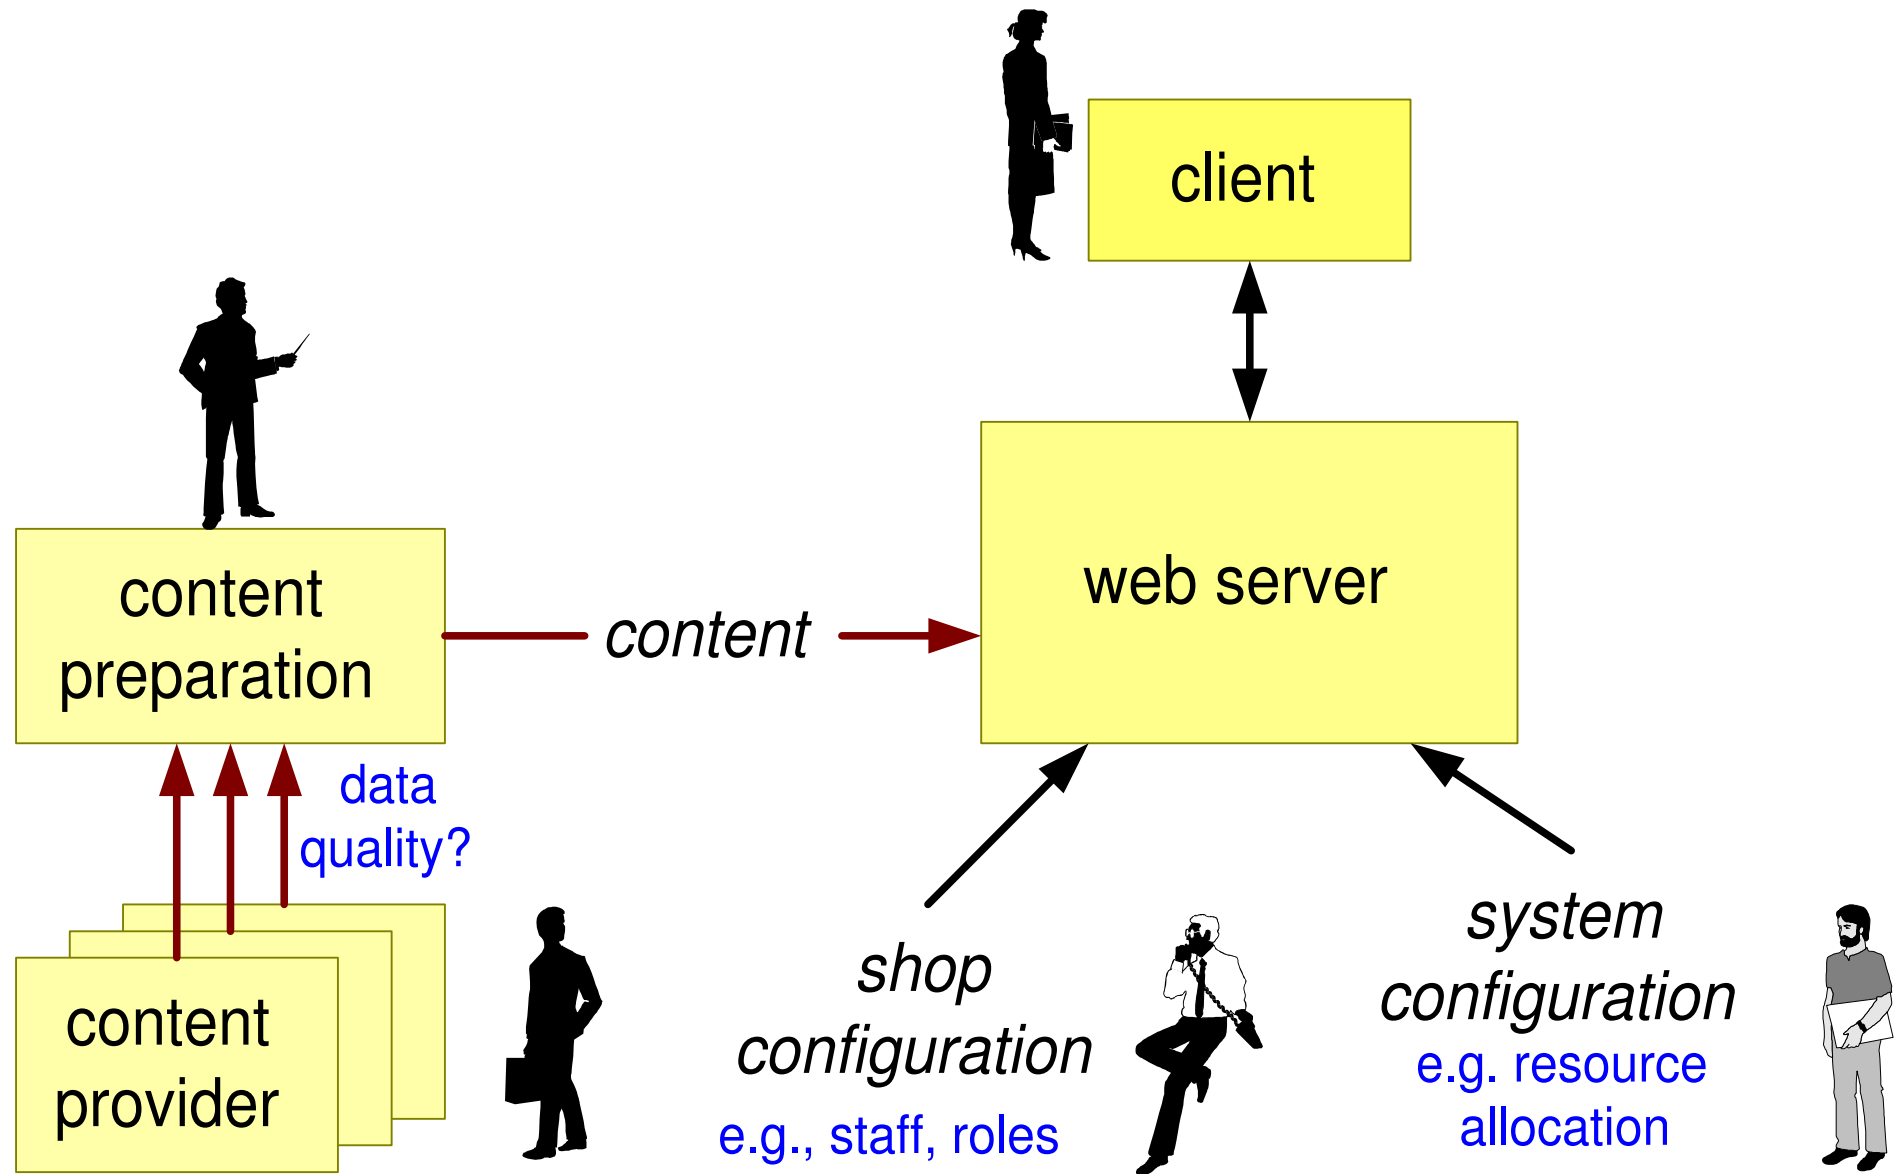 client
web server
content
preparation
content
data
quality?
content
provider
shop
configuration
e.g., staff, roles
system
configuration
e.g. resource
allocation